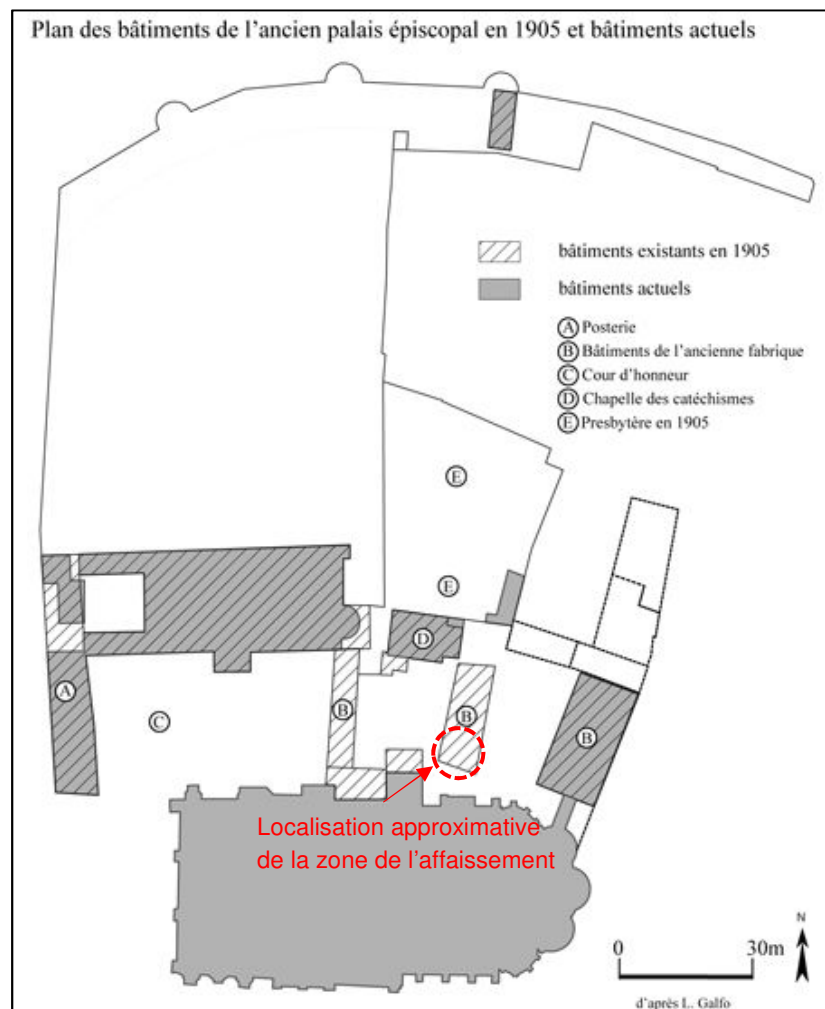 Plan des bâtiments de l'ancien palais épiscopal en 1905 et bâtiments actuels
bâtiments existants en 1905
bâtiments actuels
Ⓐ Posterie
Ⓑ Bâtiments de l'ancienne fabrique
Ⓒ Cour d'honneur
Ⓓ Chapelle des catéchismes
Ⓔ Presbytère en 1905
E
E
D
A
C
B
B
B
Localisation approximative
de la zone de l'affaissement
N
0 30m
d'après L. Galfo